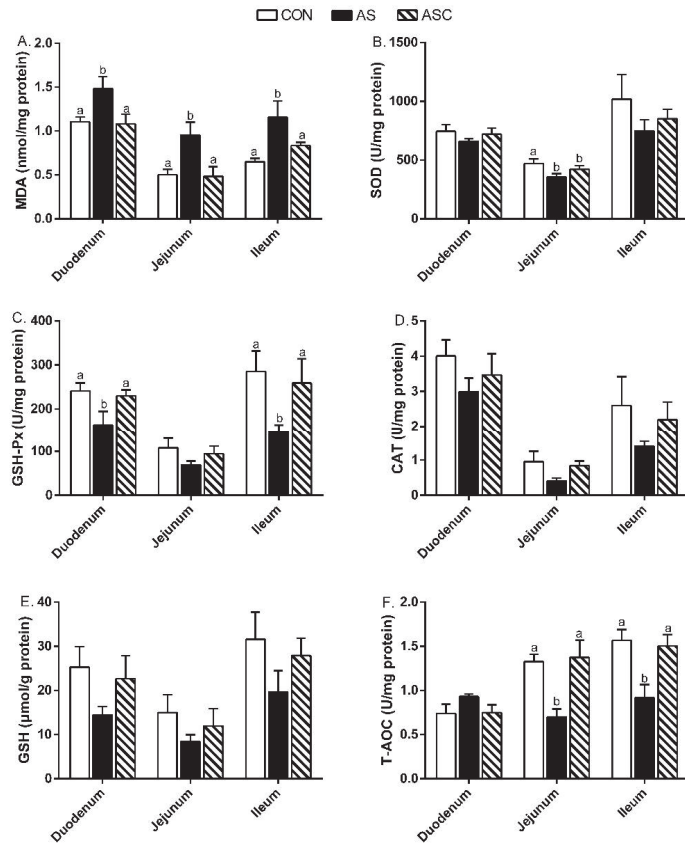 CON AS ASC
A.
MDA (nmol/mg protein)
2.0
1.5
1.0
0.5
0.0
a b a
a b a
a b a
Duodenum Jejunum Ileum
B.
SOD (U/mg protein)
1500
1000
500
0
a b b
Duodenum Jejunum Ileum
C.
GSH-Px (U/mg protein)
400
300
200
100
0
a b a
a b a
Duodenum Jejunum Ileum
D.
CAT (U/mg protein)
5
4
3
2
1
0
Duodenum Jejunum Ileum
E.
GSH (μmol/g protein)
40
30
20
10
0
Duodenum Jejunum Ileum
F.
T-AOC (U/mg protein)
2.0
1.5
1.0
0.5
0.0
a b a
a b a
Duodenum Jejunum Ileum